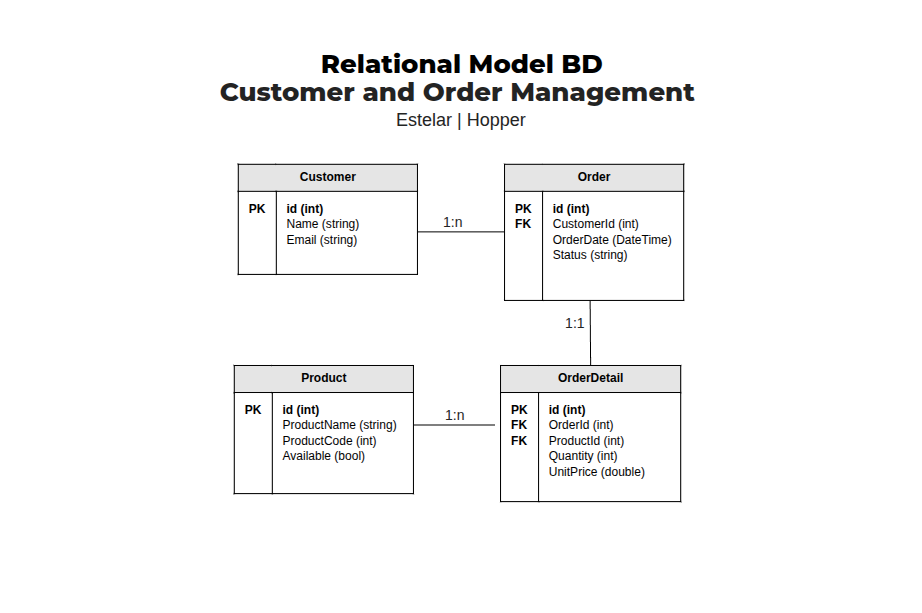 Relational Model BD
Customer and Order Management
Estelar | Hopper
Customer
PK id (int)
Name (string)
Email (string)
1:n
Order
PK id (int)
FK CustomerId (int)
OrderDate (DateTime)
Status (string)
1:1
Product
PK id (int)
ProductName (string)
ProductCode (int)
Available (bool)
1:n
OrderDetail
PK id (int)
FK OrderId (int)
FK ProductId (int)
Quantity (int)
UnitPrice (double)